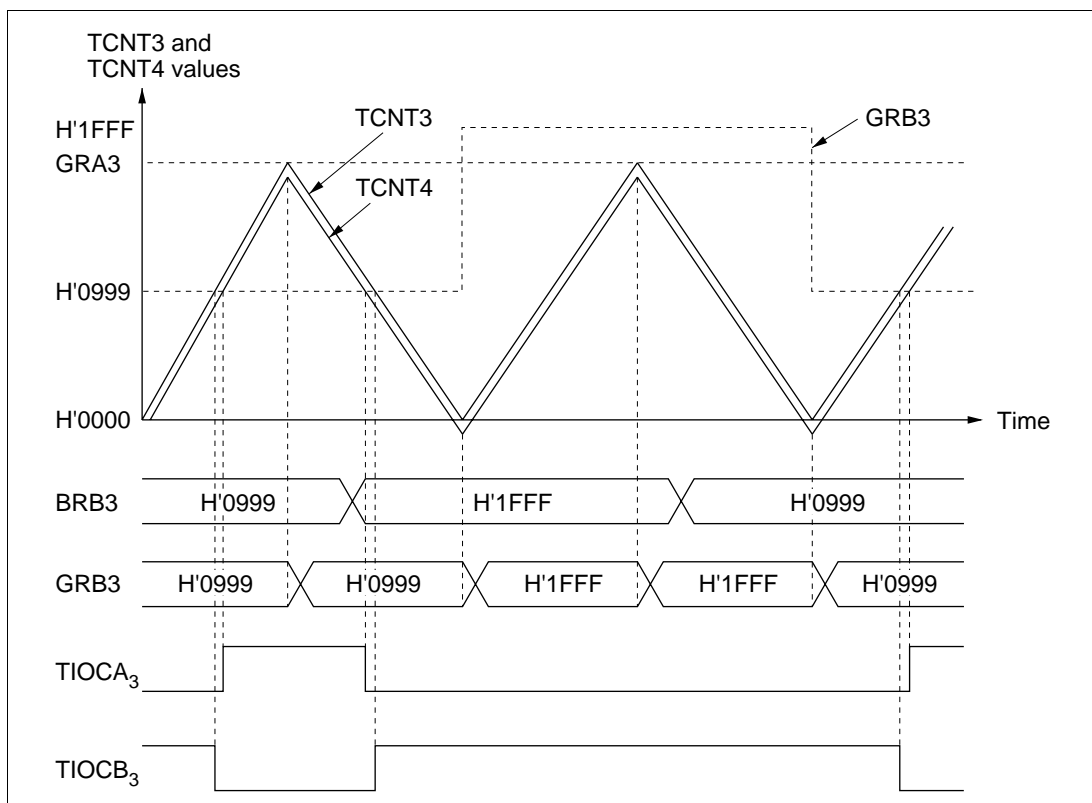 TCNT3 and
TCNT4 values
H'1FFF
TCNT3
GRB3
GRA3
TCNT4
H'0999
H'0000
Time
BRB3
H'0999
H'1FFF
H'0999
GRB3
H'0999
H'0999
H'1FFF
H'1FFF
H'0999
TIOCA3
TIOCB3